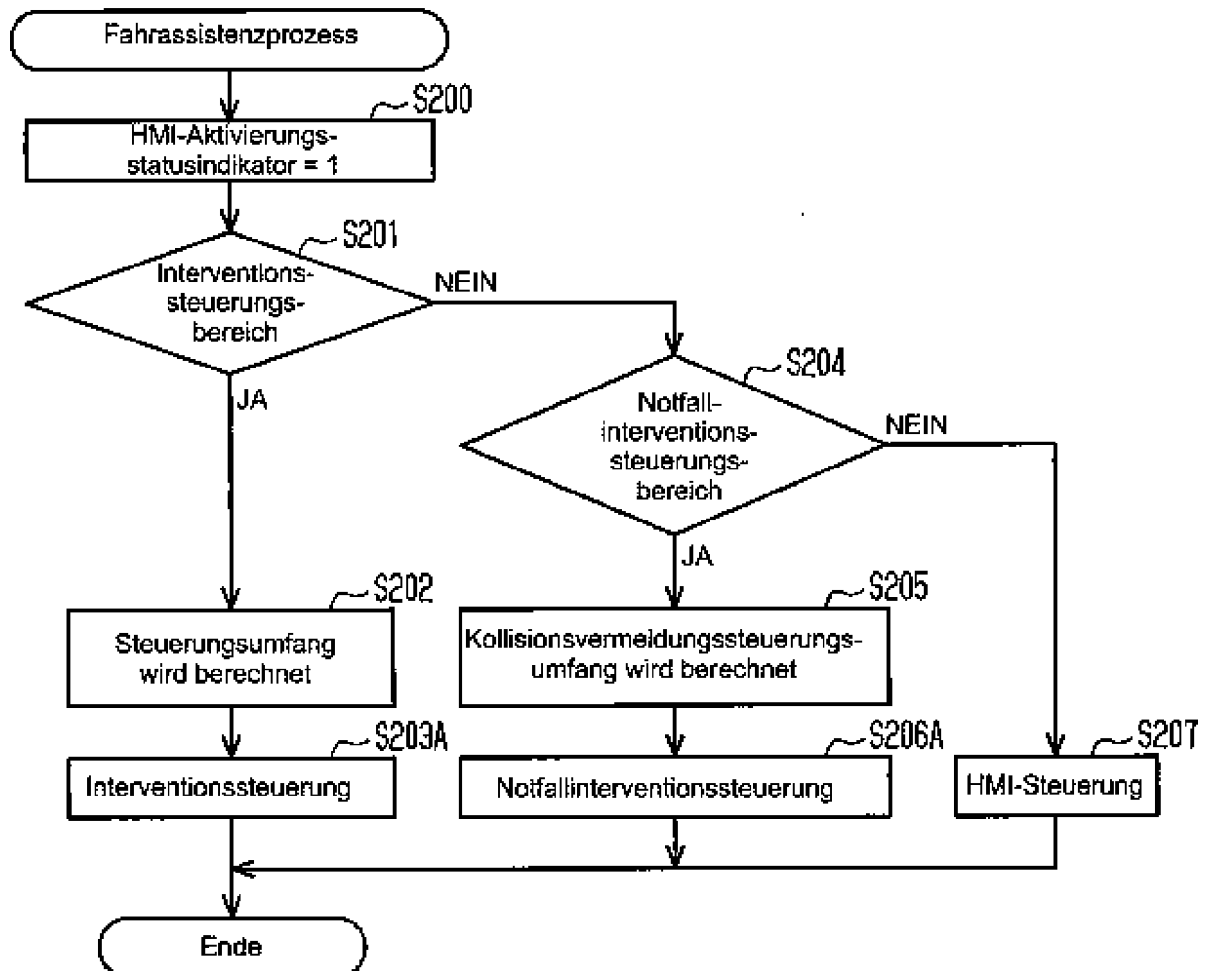 Fahrassistenzprozess
S200
HMI-Aktivierungs-
statusindikator = 1
S201
Interventions-
steuerungs-
bereich
NEIN
JA
S204
Notfall-
interventions-
steuerungs-
bereich
NEIN
JA
S202
Steuerungsumfang
wird berechnet
S205
Kollisionsvermeidungssteuerungs-
umfang wird berechnet
S203A
Interventionssteuerung
S206A
Notfallinterventionssteuerung
S207
HMI-Steuerung
Ende